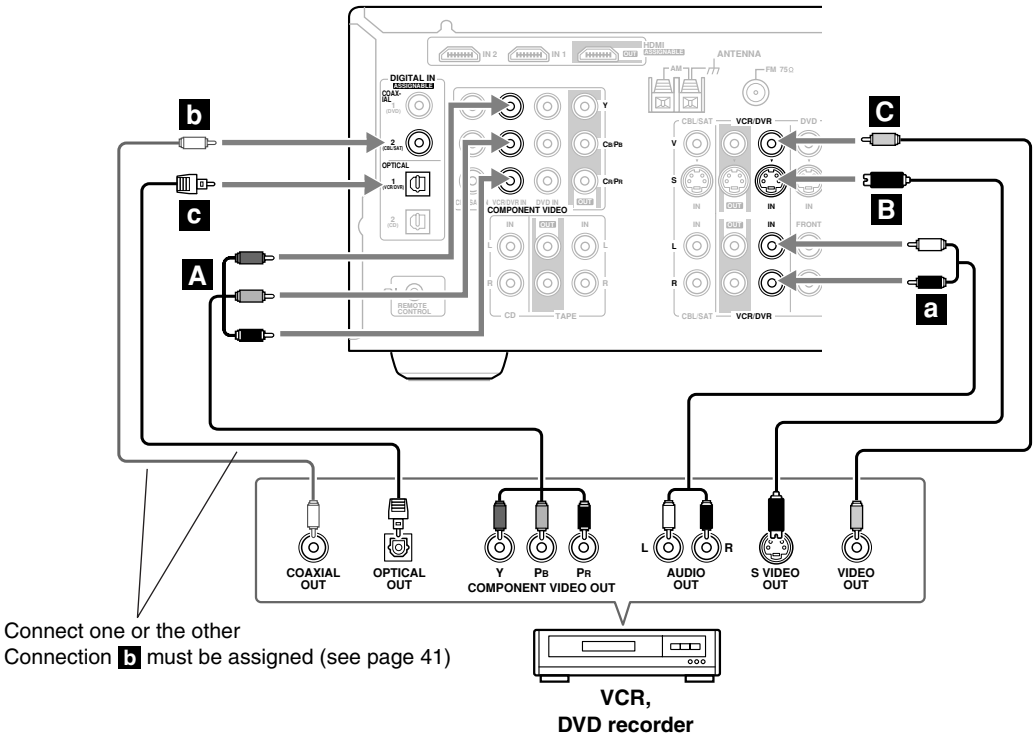 IN 2
IN 1
OUT
HDMI
ASSIGNABLE
ANTENNA
AM
FM 75Ω
DIGITAL IN
ASSIGNABLE
COAX-
IAL
1
(DVD)
2
(CBL/SAT)
OPTICAL
1
(VCR/DVR)
2
(CD)
Y
CB/PB
CR/PR
VCR/DVR IN
DVD IN
OUT
COMPONENT VIDEO
IN
OUT
IN
L
L
R
R
CD
TAPE
REMOTE
CONTROL
CBL/SAT
VCR/DVR
DVD
V
S
IN
OUT
IN
IN
IN
OUT
IN
FRONT
L
R
CBL/SAT
VCR/DVR
b
c
A
C
B
a
COAXIAL
OUT
OPTICAL
OUT
Y
PB
PR
COMPONENT VIDEO OUT
L
R
AUDIO
OUT
S VIDEO
OUT
VIDEO
OUT
Connect one or the other
Connection b must be assigned (see page 41)
VCR,
DVD recorder